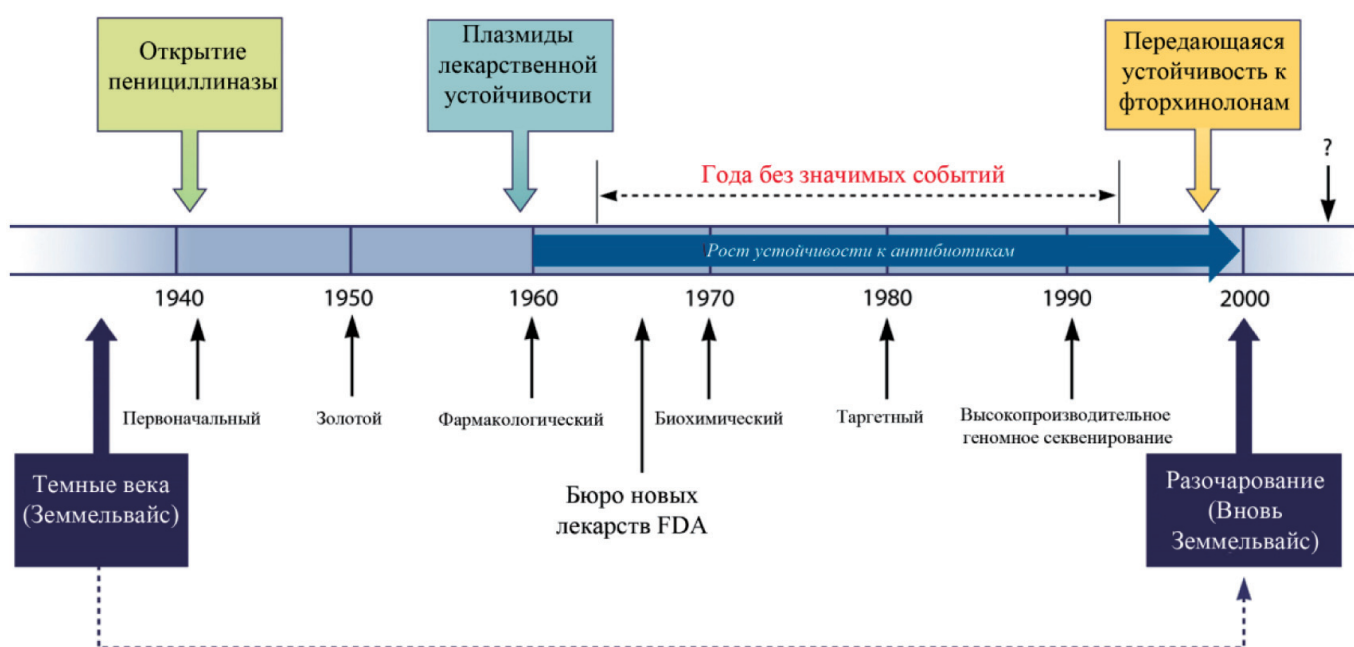 Открытие
пенициллиназы
Плазмиды
лекарственной
устойчивости
Передающаяся
устойчивость к
фторхинолонам
?
Года без значимых событий
Рост устойчивости к антибиотикам
1940
1950
1960
1970
1980
1990
2000
Первоначальный
Золотой
Фармакологический
Биохимический
Таргетный
Высокопроизводительное
геномное секвенирование
Темные века
(Земмельвайс)
Бюро новых
лекарств FDA
Разочарование
(Вновь
Земмельвайс)